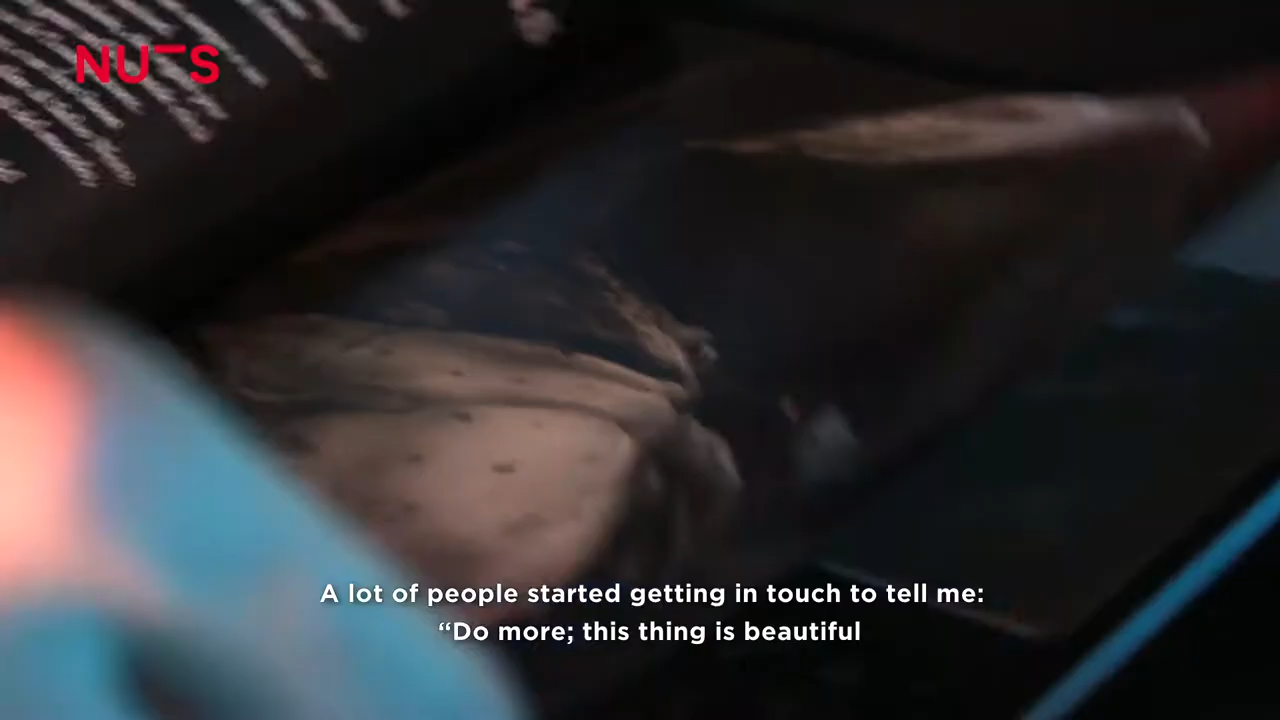 NUTS
A lot of people started getting in touch to tell me:
“Do more; this thing is beautiful